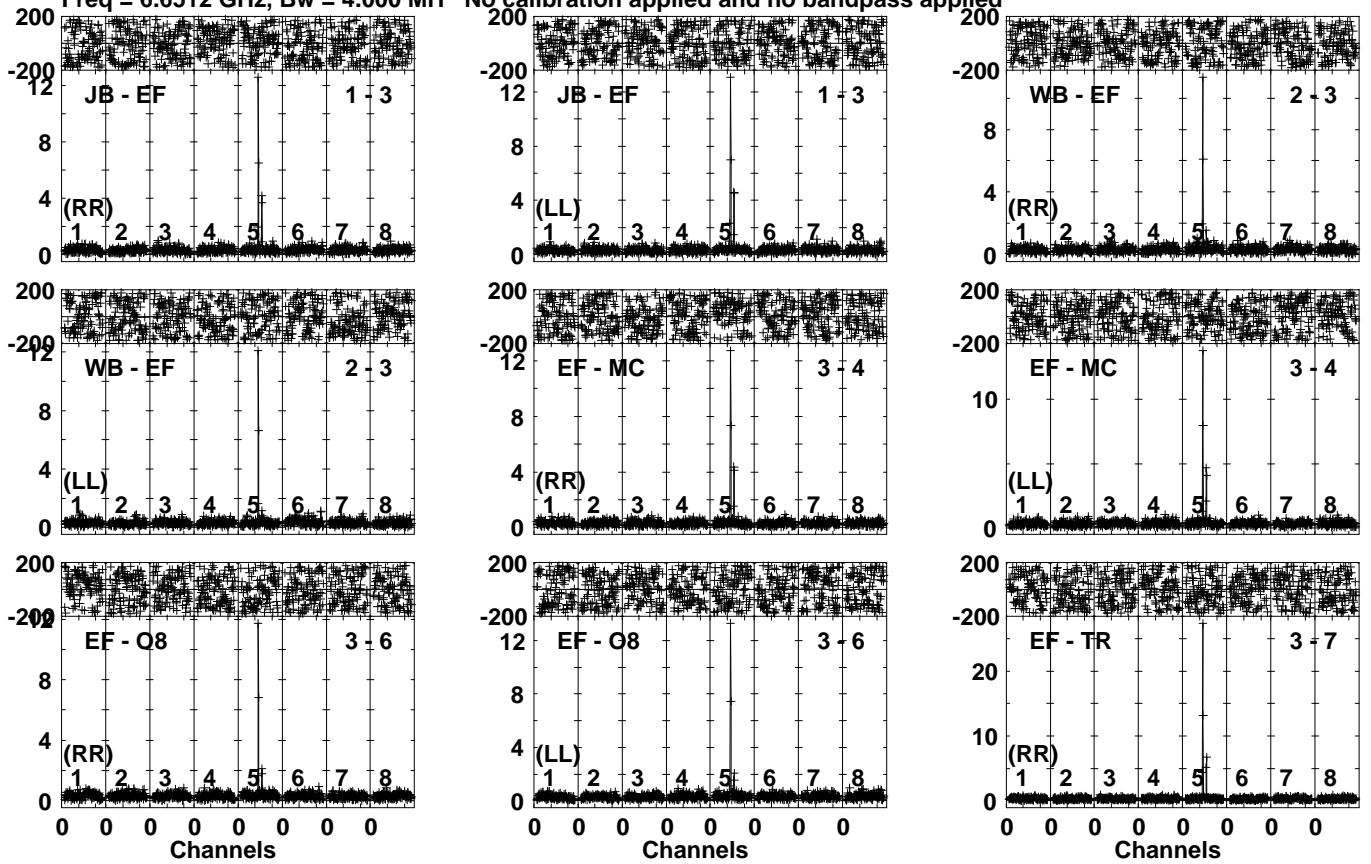 Freq = 6.6512 GHz, Bw = 4.000 MH No calibration applied and no bandpass applied
200 200 200
-200 -200 -200
JB - EF 1 - 3 JB - EF 1 - 3 WB - EF 2 - 3
12 12
8 8 8
4 4 4
(RR) (LL) (RR)
1 2 3 4 5 6 7 8 1 2 3 4 5 6 7 8 1 2 3 4 5 6 7 8
0 0 0
200 200 200
-200 -200 -200
12 12
WB - EF 2 - 3 EF - MC 3 - 4 EF - MC 3 - 4
10
8 8
4 4
(LL) (RR) (LL)
1 2 3 4 5 6 7 8 1 2 3 4 5 6 7 8 1 2 3 4 5 6 7 8
0 0 0
200 200 200
-200 -200 -200
12 12
EF - O8 3 - 6 EF - O8 3 - 6 EF - TR 3 - 7
20
8 8
10
4 4
(RR) (LL) (RR)
1 2 3 4 5 6 7 8 1 2 3 4 5 6 7 8 1 2 3 4 5 6 7 8
0 0 0
0 0 0 0 0 0 0 0 0 0 0 0 0 0 0 0 0 0 0 0 0 0 0 0
Channels Channels Channels